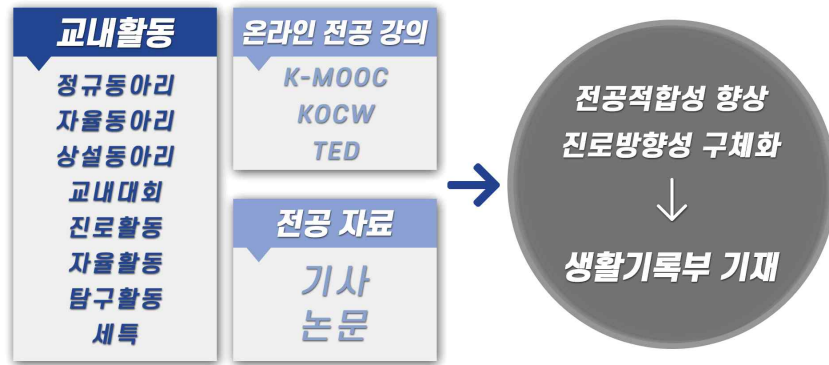 교내활동
정규동아리
자율동아리
상설동아리
교내대회
진로활동
자율활동
탐구활동
세특
온라인 전공 강의
K-MOOC
KOCW
TED
전공 자료
기사
논문
전공적합성 향상
진로방향성 구체화
생활기록부 기재